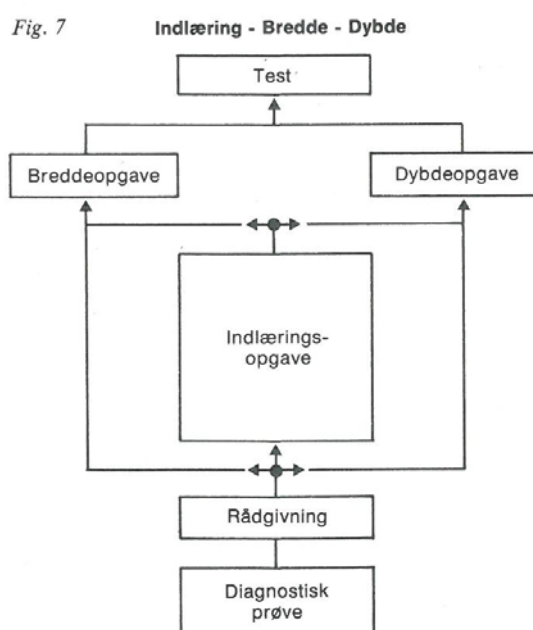 Fig. 7 Indlæring - Bredde - Dybde
Test
Breddeopgave Dybdeopgave
Indlærings-
opgave
Rådgivning
Diagnostisk
prøve